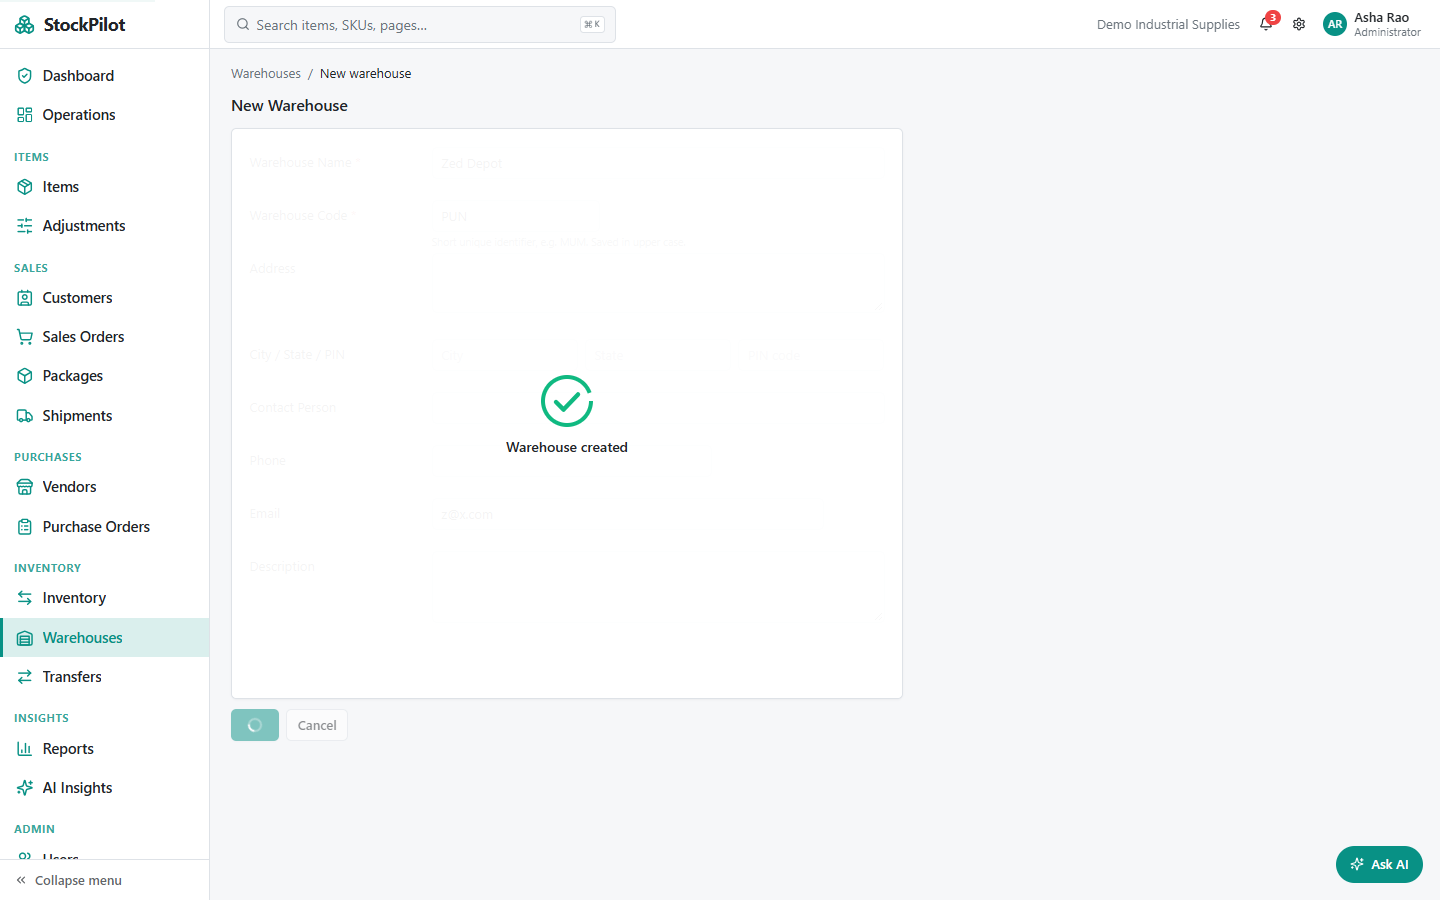 StockPilot
Search items, SKUs, pages...
⌘ K
Demo Industrial Supplies
3
AR
Asha Rao
Administrator
Dashboard
Operations
ITEMS
Items
Adjustments
SALES
Customers
Sales Orders
Packages
Shipments
PURCHASES
Vendors
Purchase Orders
INVENTORY
Inventory
Warehouses
Transfers
INSIGHTS
Reports
AI Insights
ADMIN
Users
Collapse menu
Warehouses / New warehouse
New Warehouse
Warehouse Name *
Zed Depot
Warehouse Code *
PUN
Address
City / State / PIN
City
State
Contact Person
Warehouse created
Phone
Email
z@x.com
Description
Cancel
Ask AI